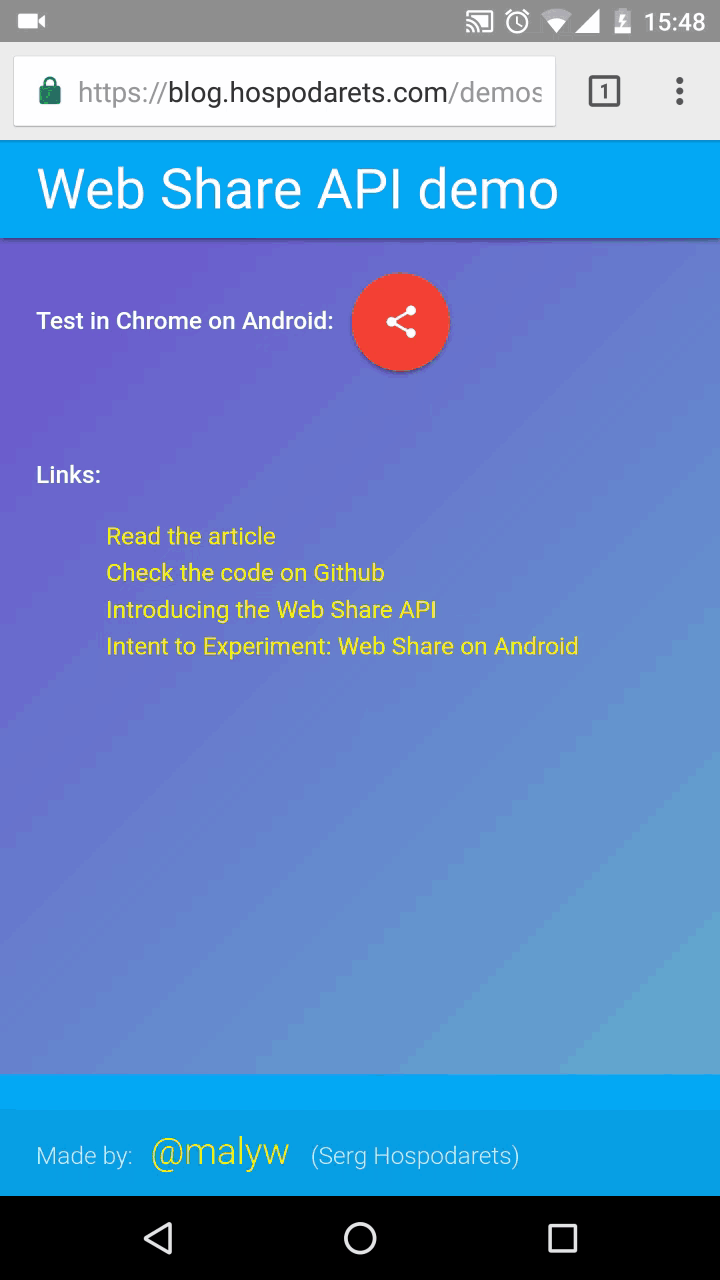 15:48
https://blog.hospodarets.com/demos
1
Web Share API demo
Test in Chrome on Android:
Links:
Read the article
Check the code on Github
Introducing the Web Share API
Intent to Experiment: Web Share on Android
Made by: @malyw (Serg Hospodarets)